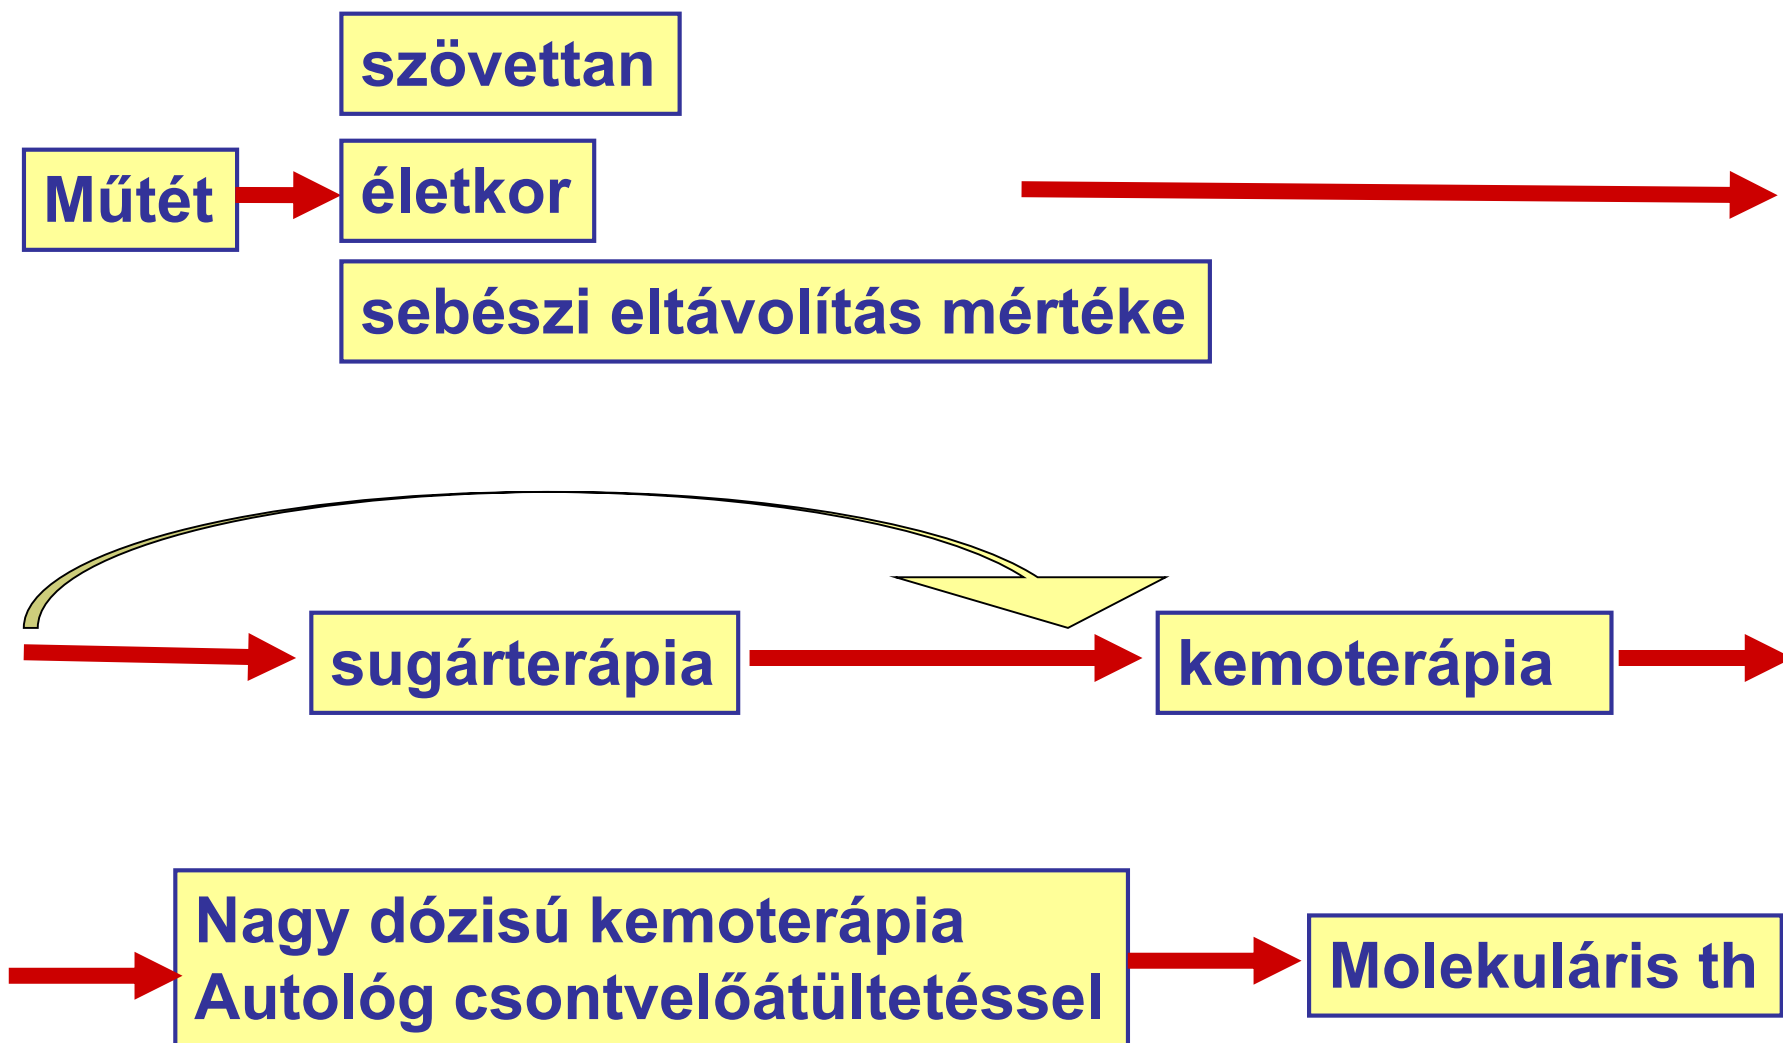 szövettan
Műtét
életkor
sebészi eltávolítás mértéke
sugárterápia
kemoterápia
Nagy dózisú kemoterápia
Autológ csontvelőátültetéssel
Molekuláris th